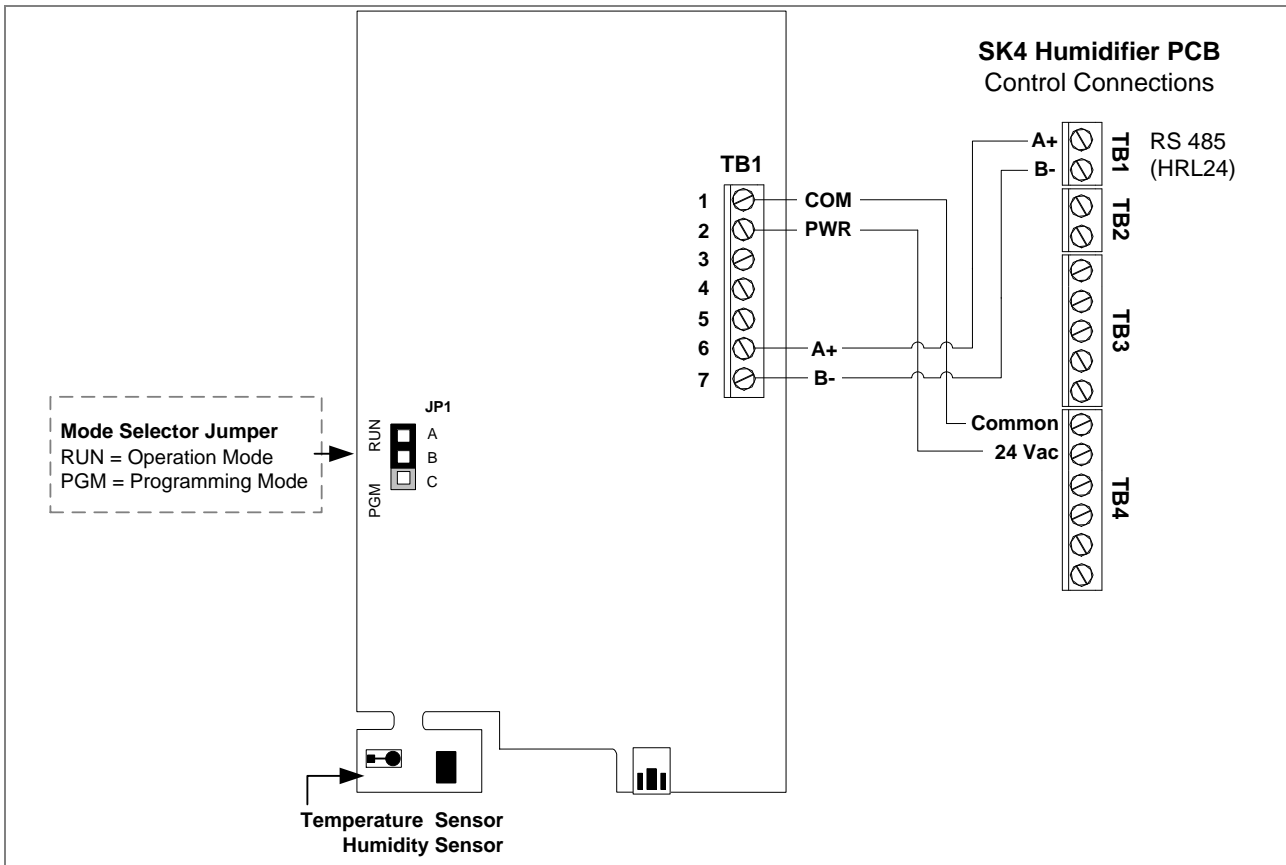 SK4 Humidifier PCB
Control Connections
A+
B-
TB1
RS 485
(HRL24)
TB2
TB3
Common
24 Vac
TB4
TB1
1
COM
2
PWR
3
4
5
6
A+
7
B-
Mode Selector Jumper
RUN = Operation Mode
PGM = Programming Mode
JP1
RUN
PGM
A
B
C
Temperature Sensor
Humidity Sensor